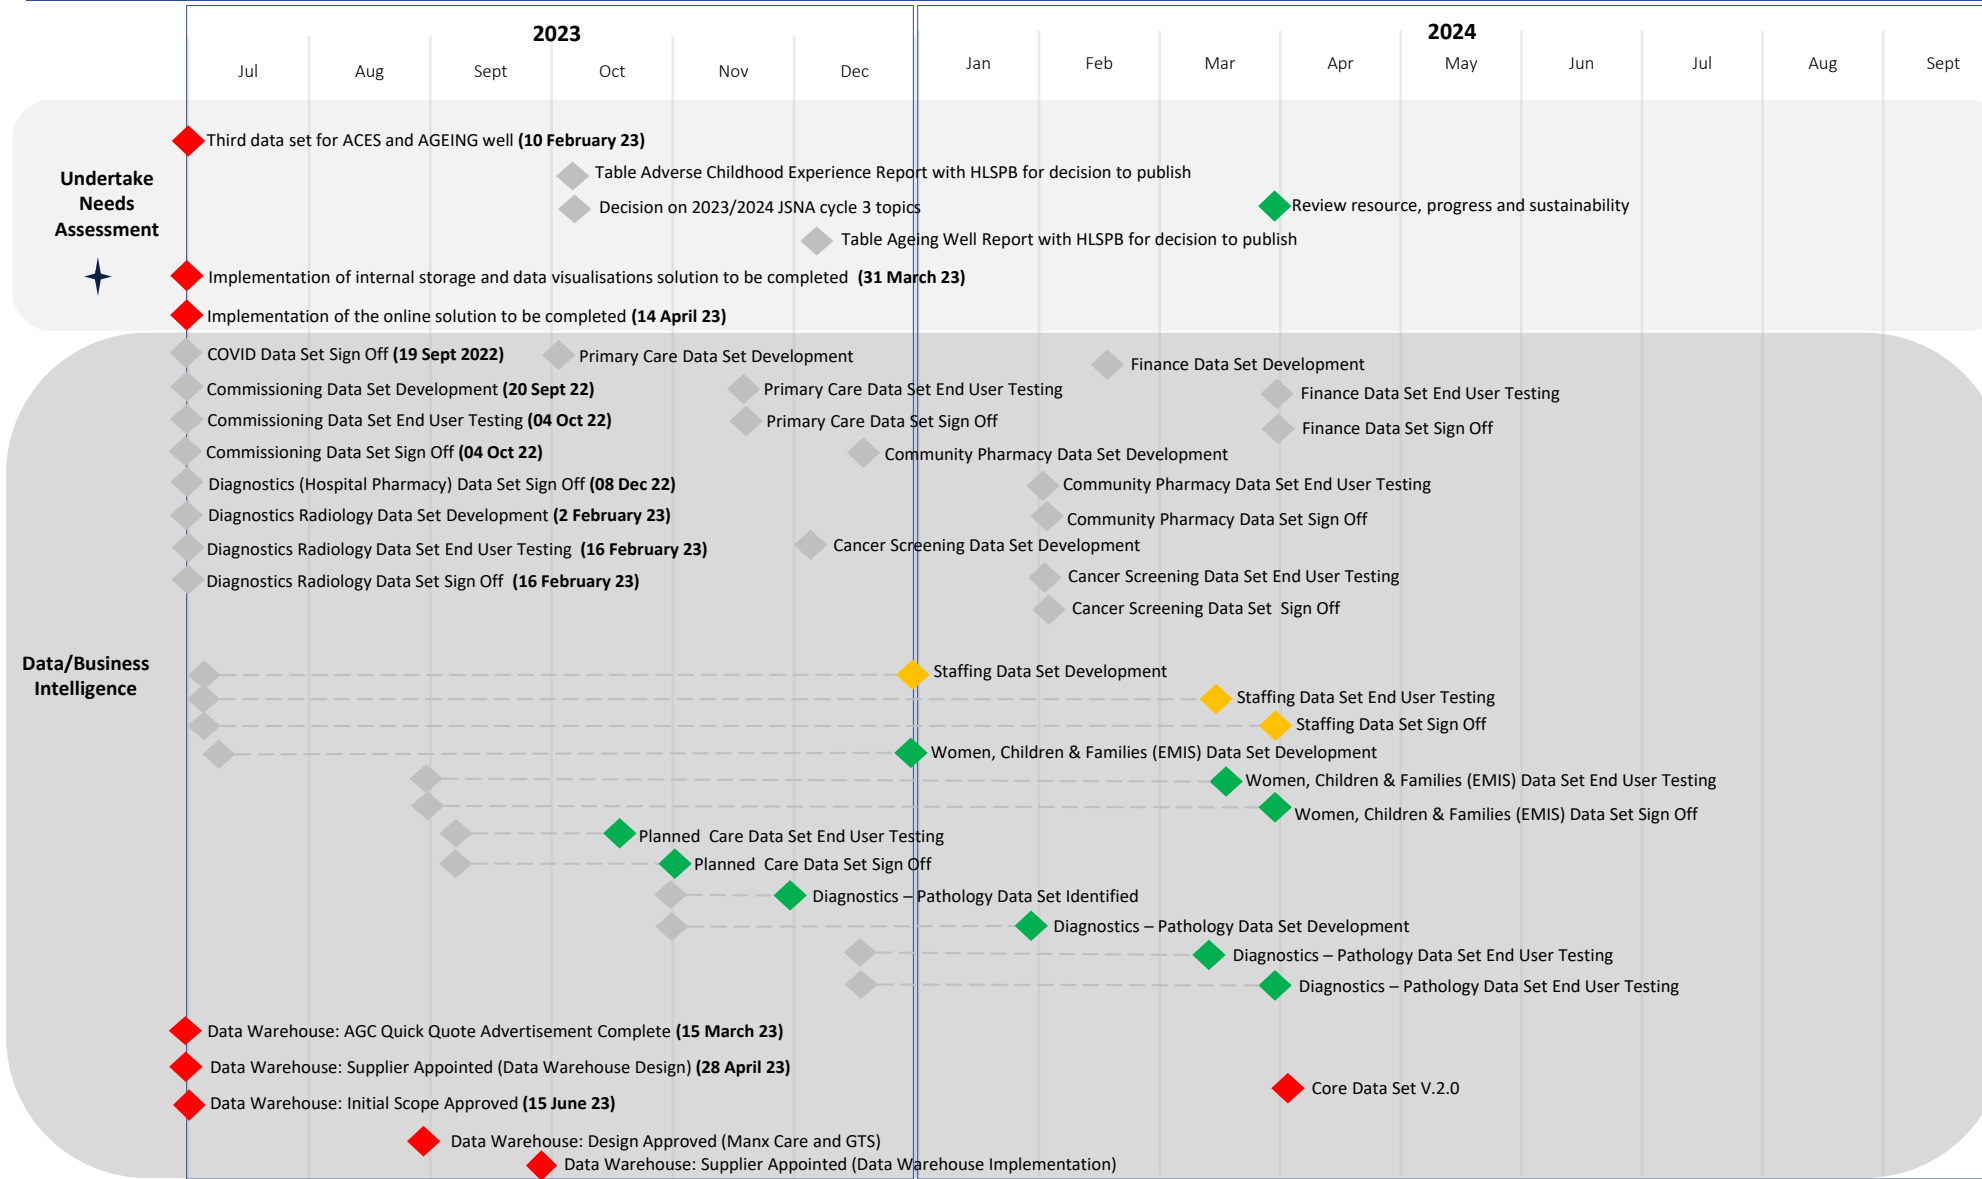 2023
2024
Jul
Aug
Sept
Oct
Nov
Dec
Jan
Feb
Mar
Apr
May
Jun
Jul
Aug
Sept
Undertake
Needs
Assessment
Third data set for ACES and AGEING well (10 February 23)
Table Adverse Childhood Experience Report with HLSPB for decision to publish
Decision on 2023/2024 JSNA cycle 3 topics
Review resource, progress and sustainability
Table Ageing Well Report with HLSPB for decision to publish
Implementation of internal storage and data visualisations solution to be completed (31 March 23)
Implementation of the online solution to be completed (14 April 23)
Data/Business
Intelligence
COVID Data Set Sign Off (19 Sept 2022)
Primary Care Data Set Development
Finance Data Set Development
Commissioning Data Set Development (20 Sept 22)
Primary Care Data Set End User Testing
Finance Data Set End User Testing
Commissioning Data Set End User Testing (04 Oct 22)
Primary Care Data Set Sign Off
Finance Data Set Sign Off
Commissioning Data Set Sign Off (04 Oct 22)
Community Pharmacy Data Set Development
Diagnostics (Hospital Pharmacy) Data Set Sign Off (08 Dec 22)
Community Pharmacy Data Set End User Testing
Diagnostics Radiology Data Set Development (2 February 23)
Community Pharmacy Data Set Sign Off
Diagnostics Radiology Data Set End User Testing (16 February 23)
Cancer Screening Data Set Development
Diagnostics Radiology Data Set Sign Off (16 February 23)
Cancer Screening Data Set End User Testing
Cancer Screening Data Set Sign Off
Staffing Data Set Development
Staffing Data Set End User Testing
Staffing Data Set Sign Off
Women, Children & Families (EMIS) Data Set Development
Women, Children & Families (EMIS) Data Set End User Testing
Women, Children & Families (EMIS) Data Set Sign Off
Planned Care Data Set End User Testing
Planned Care Data Set Sign Off
Diagnostics – Pathology Data Set Identified
Diagnostics – Pathology Data Set Development
Diagnostics – Pathology Data Set End User Testing
Diagnostics – Pathology Data Set End User Testing
Data Warehouse: AGC Quick Quote Advertisement Complete (15 March 23)
Data Warehouse: Supplier Appointed (Data Warehouse Design) (28 April 23)
Core Data Set V.2.0
Data Warehouse: Initial Scope Approved (15 June 23)
Data Warehouse: Design Approved (Manx Care and GTS)
Data Warehouse: Supplier Appointed (Data Warehouse Implementation)